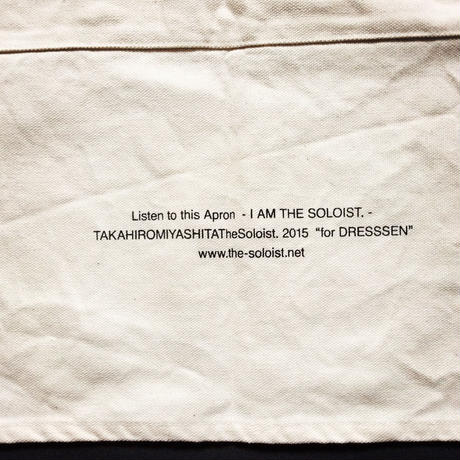 Listen to this Apron - I AM THE SOLOIST. -
TAKAHIROMIYASHITATheSoloist. 2015 “for DRESSSEN”
www.the-soloist.net